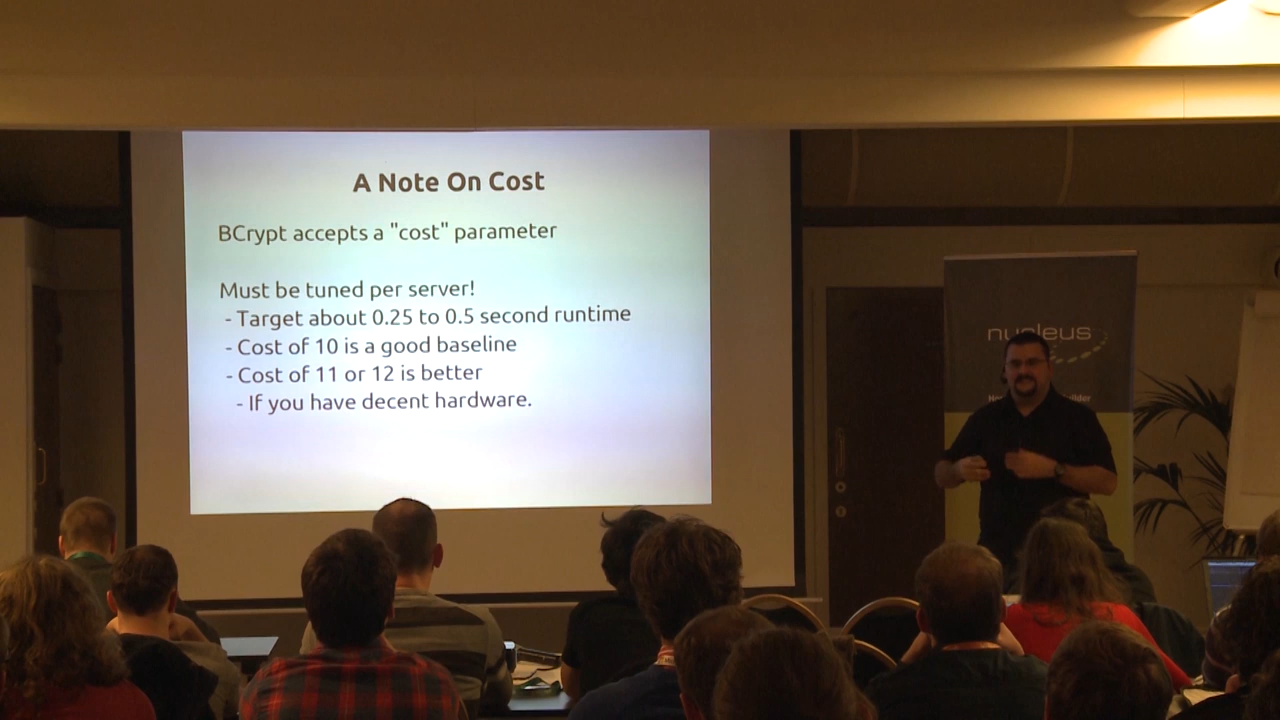 A Note On Cost
BCrypt accepts a "cost" parameter
Must be tuned per server!
- Target about 0.25 to 0.5 second runtime
- Cost of 10 is a good baseline
- Cost of 11 or 12 is better
- If you have decent hardware.
nucleus